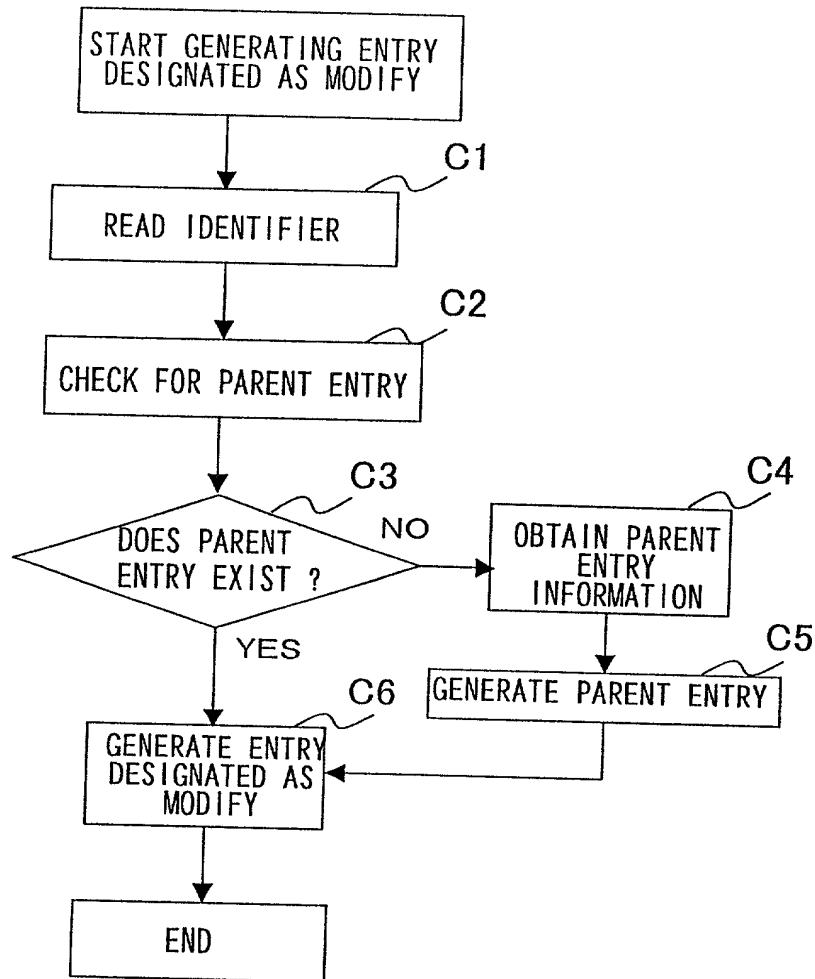 START GENERATING ENTRY
DESIGNATED AS MODIFY
C1
READ IDENTIFIER
C2
CHECK FOR PARENT ENTRY
C3
DOES PARENT
ENTRY EXIST ?
NO
C4
OBTAIN PARENT
ENTRY
INFORMATION
YES
C5
GENERATE PARENT ENTRY
C6
GENERATE ENTRY
DESIGNATED AS
MODIFY
END